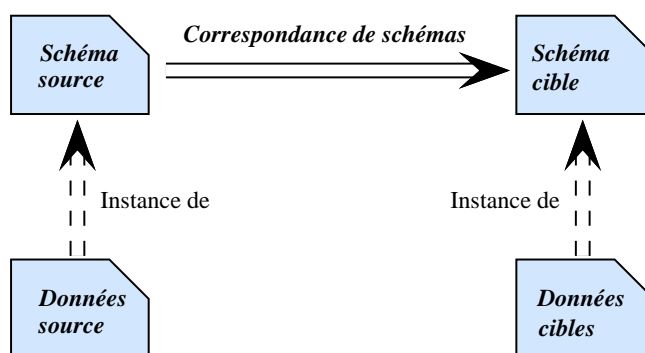 Correspondance de schémas
Schéma
source
Schéma
cible
Instance de
Instance de
Données
source
Données
cibles